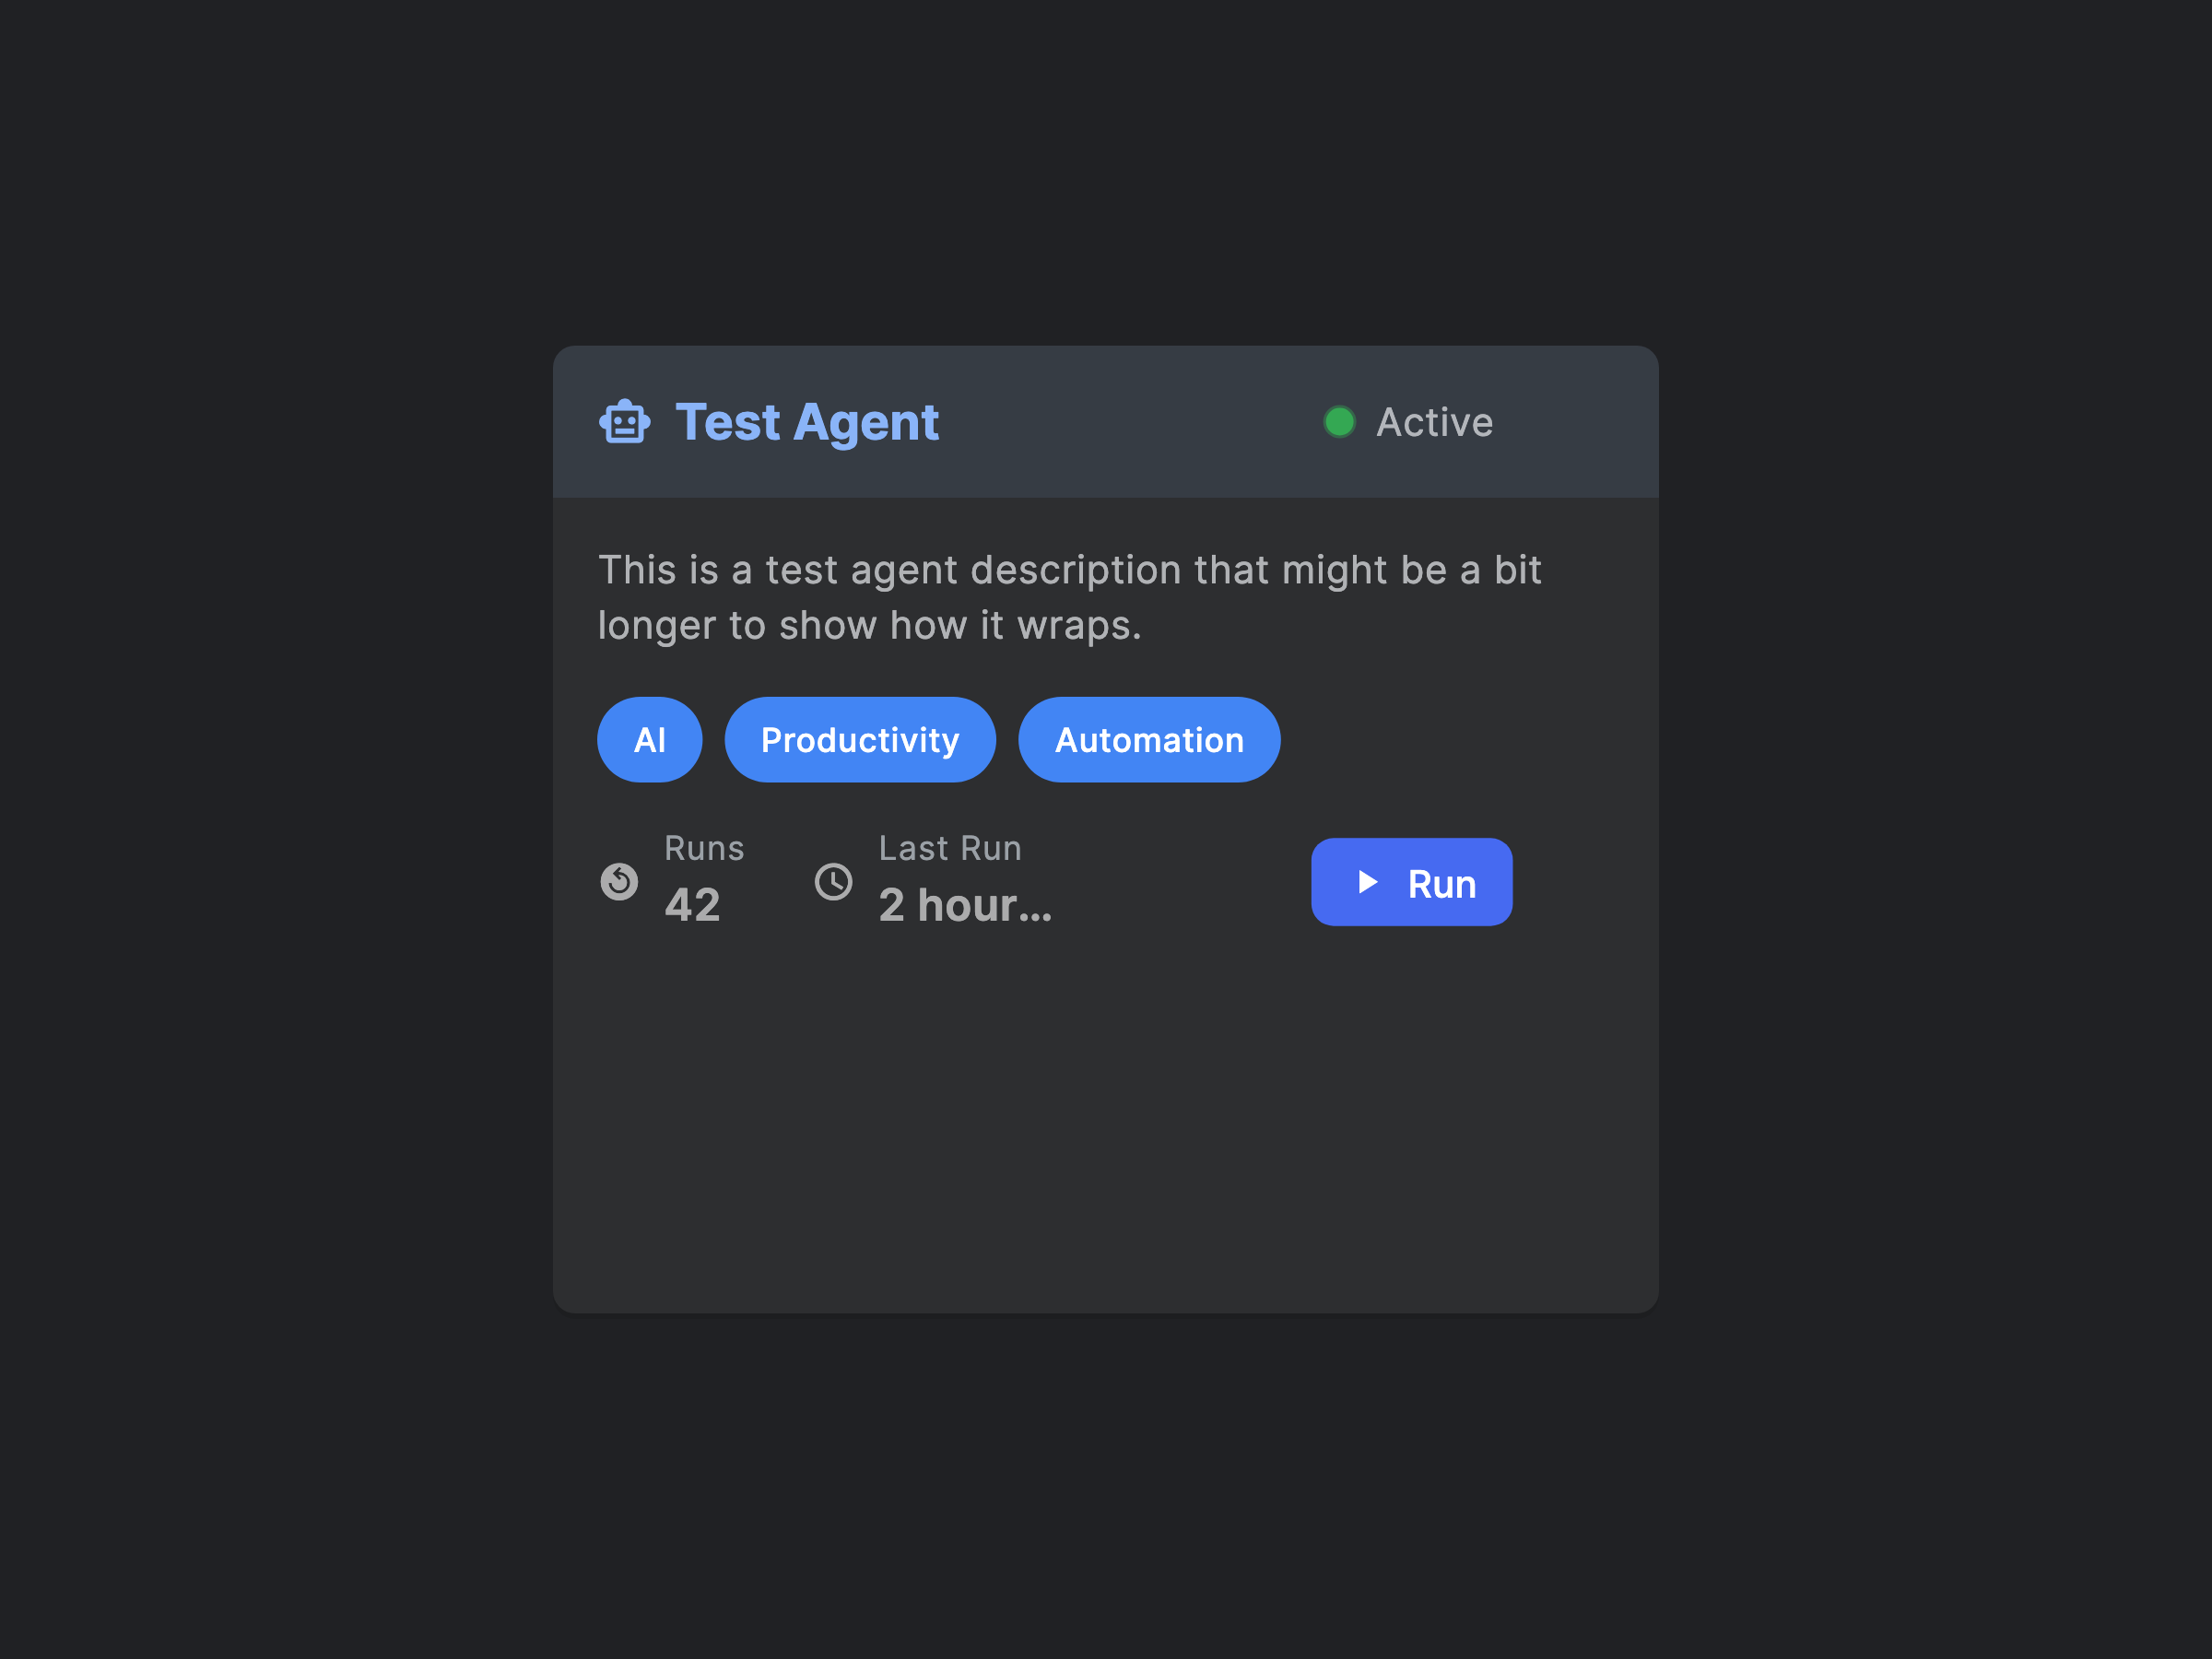 Test Agent
Active
This is a test agent description that might be a bit
longer to show how it wraps.
AI
Productivity
Automation
Runs
42
Last Run
2 hour...
Run